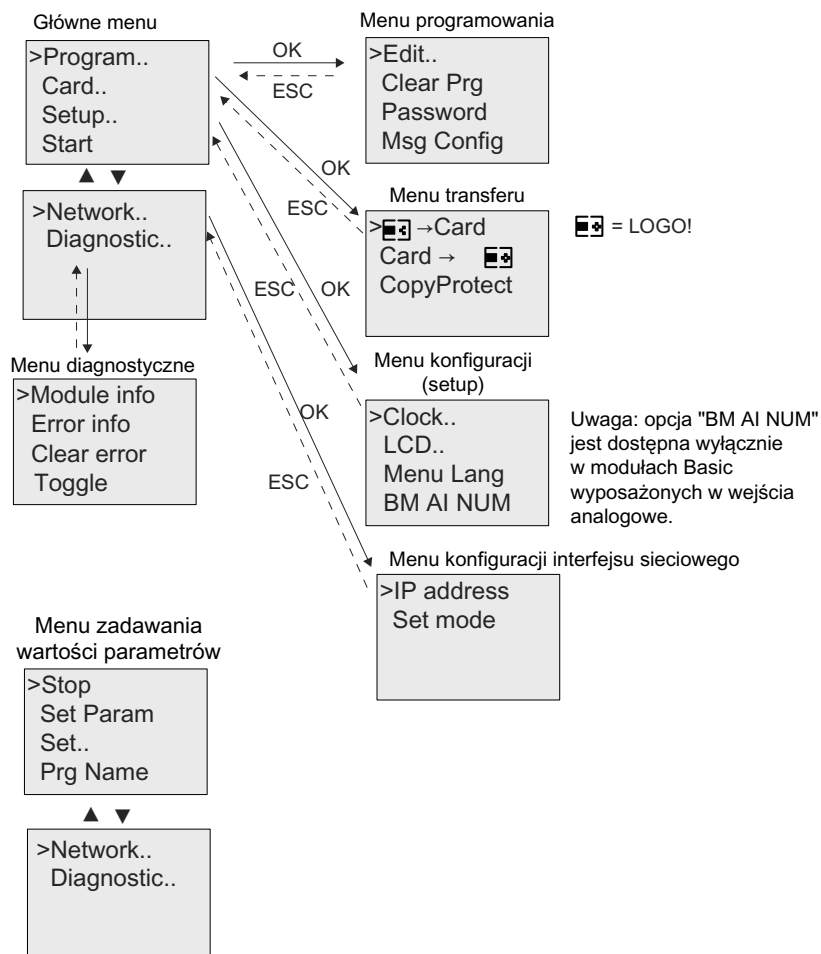 Główne menu
>Program..
Card..
Setup..
Start
▲ ▼
>Network..
Diagnostic..
OK
ESC
Menu programowania
>Edit..
Clear Prg
Password
Msg Config
OK
ESC
Menu transferu
> →Card
Card →
CopyProtect
= LOGO!
ESC
OK
Menu diagnostyczne
>Module info
Error info
Clear error
Toggle
Menu konfiguracji
(setup)
>Clock..
LCD..
Menu Lang
BM AI NUM
Uwaga: opcja "BM AI NUM"
jest dostępna wyłącznie
w modułach Basic
wyposażonych w wejścia
analogowe.
OK
ESC
Menu konfiguracji interfejsu sieciowego
>IP address
Set mode
Menu zadawania
wartości parametrów
>Stop
Set Param
Set..
Prg Name
▲ ▼
>Network..
Diagnostic..